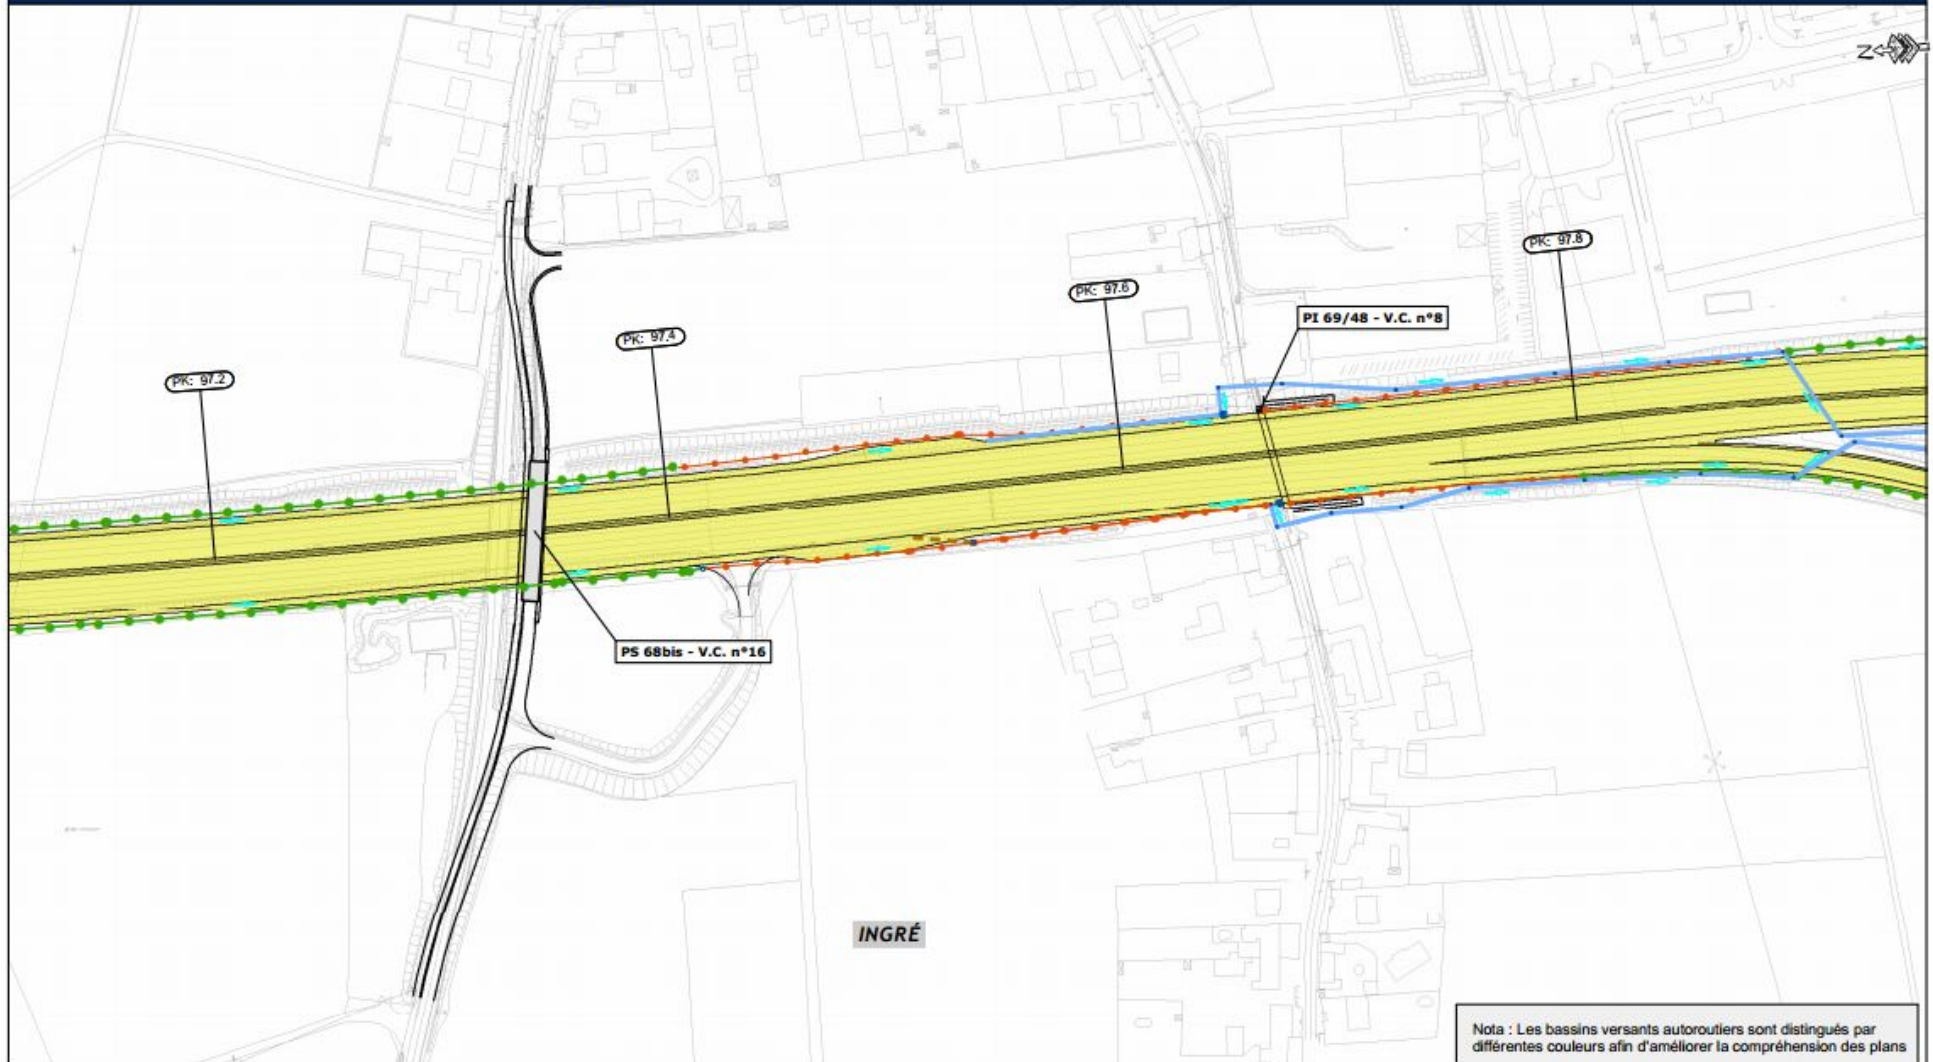 N
PK: 97.8
PK: 97.6
PI 69/48 - V.C. n°8
PK: 97.4
PK: 97.2
PS 68bis - V.C. n°16
INGRÉ
Nota : Les bassins versants autoroutiers sont distingués par
différentes couleurs afin d'améliorer la compréhension des plans